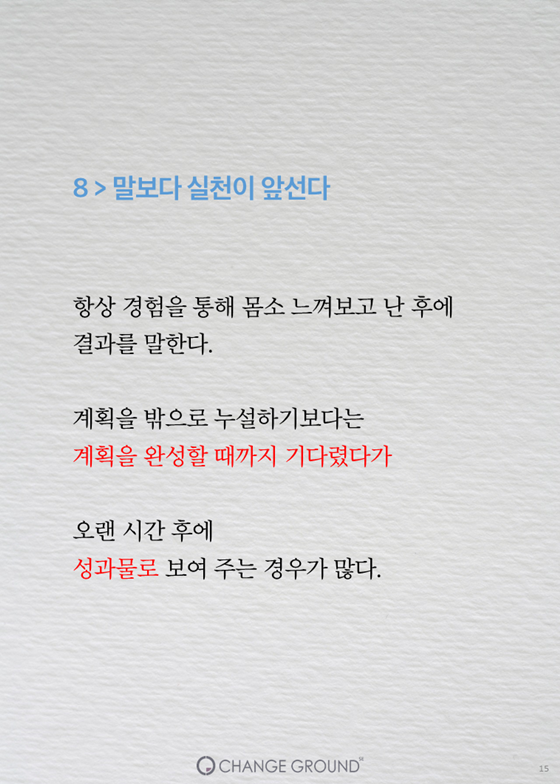 8 > 말보다 실천이 앞선다
항상 경험을 통해 몸소 느껴보고 난 후에
결과를 말한다.
계획을 밖으로 누설하기보다는
계획을 완성할 때까지 기다렸다가
오랜 시간 후에
성과물로 보여 주는 경우가 많다.
CHANGE GROUND
15